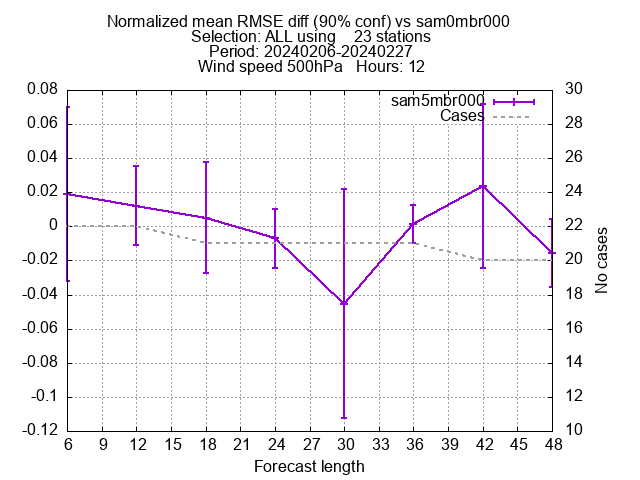 Normalized mean RMSE diff (90% conf) vs sam0mbr000
Selection: ALL using    23 stations
Period: 20240206-20240227
Wind speed 500hPa   Hours: 12
sam5mbr000
Cases
0.08
0.06
0.04
0.02
0
-0.02
-0.04
-0.06
-0.08
-0.1
-0.12
30
28
26
24
22
20
18
16
14
12
10
No cases
6 9 12 15 18 21 24 27 30 33 36 39 42 45 48
Forecast length